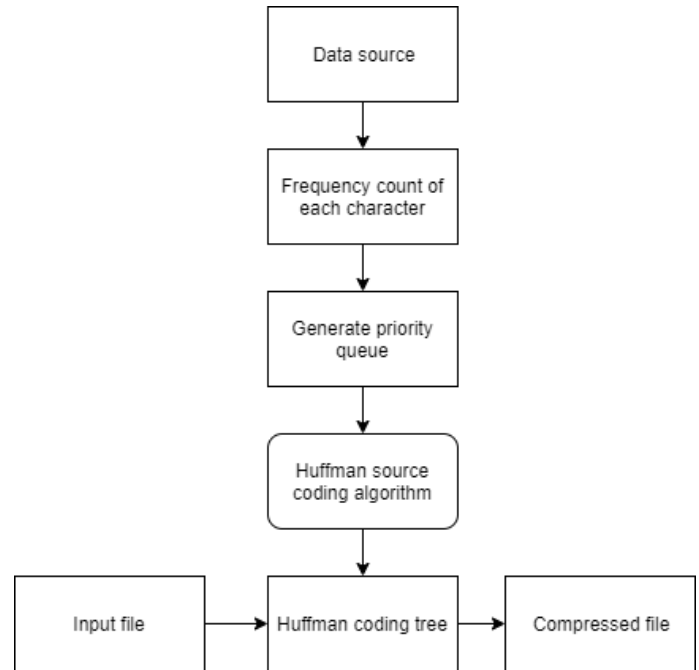 Data source
Frequency count of
each character
Generate priority
queue
Huffman source
coding algorithm
Input file
Huffman coding tree
Compressed file